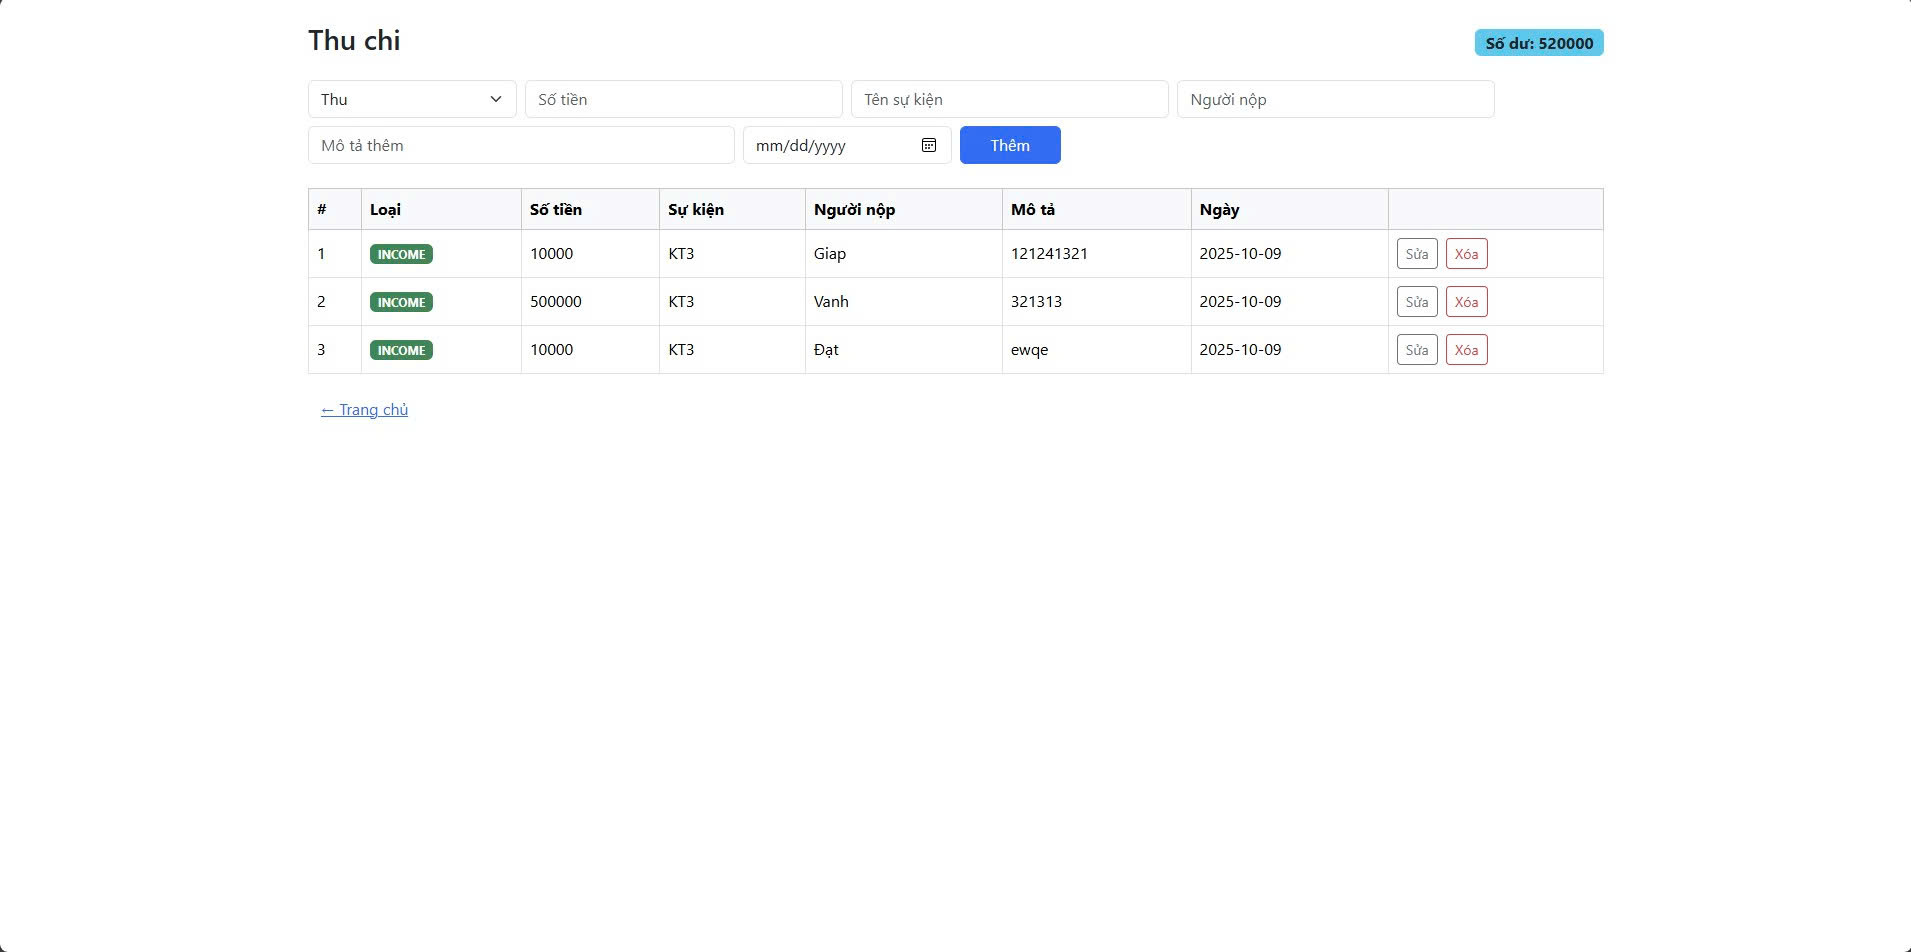 Thu chi
Số dư: 520000
Thu Số tiền Tên sự kiện Người nộp
Mô tả thêm mm/dd/yyyy Thêm
# Loại Số tiền Sự kiện Người nộp Mô tả Ngày
1 INCOME 10000 KT3 Giap 121241321 2025-10-09 Sửa Xóa
2 INCOME 500000 KT3 Vanh 321313 2025-10-09 Sửa Xóa
3 INCOME 10000 KT3 Đạt ewqe 2025-10-09 Sửa Xóa
← Trang chủ